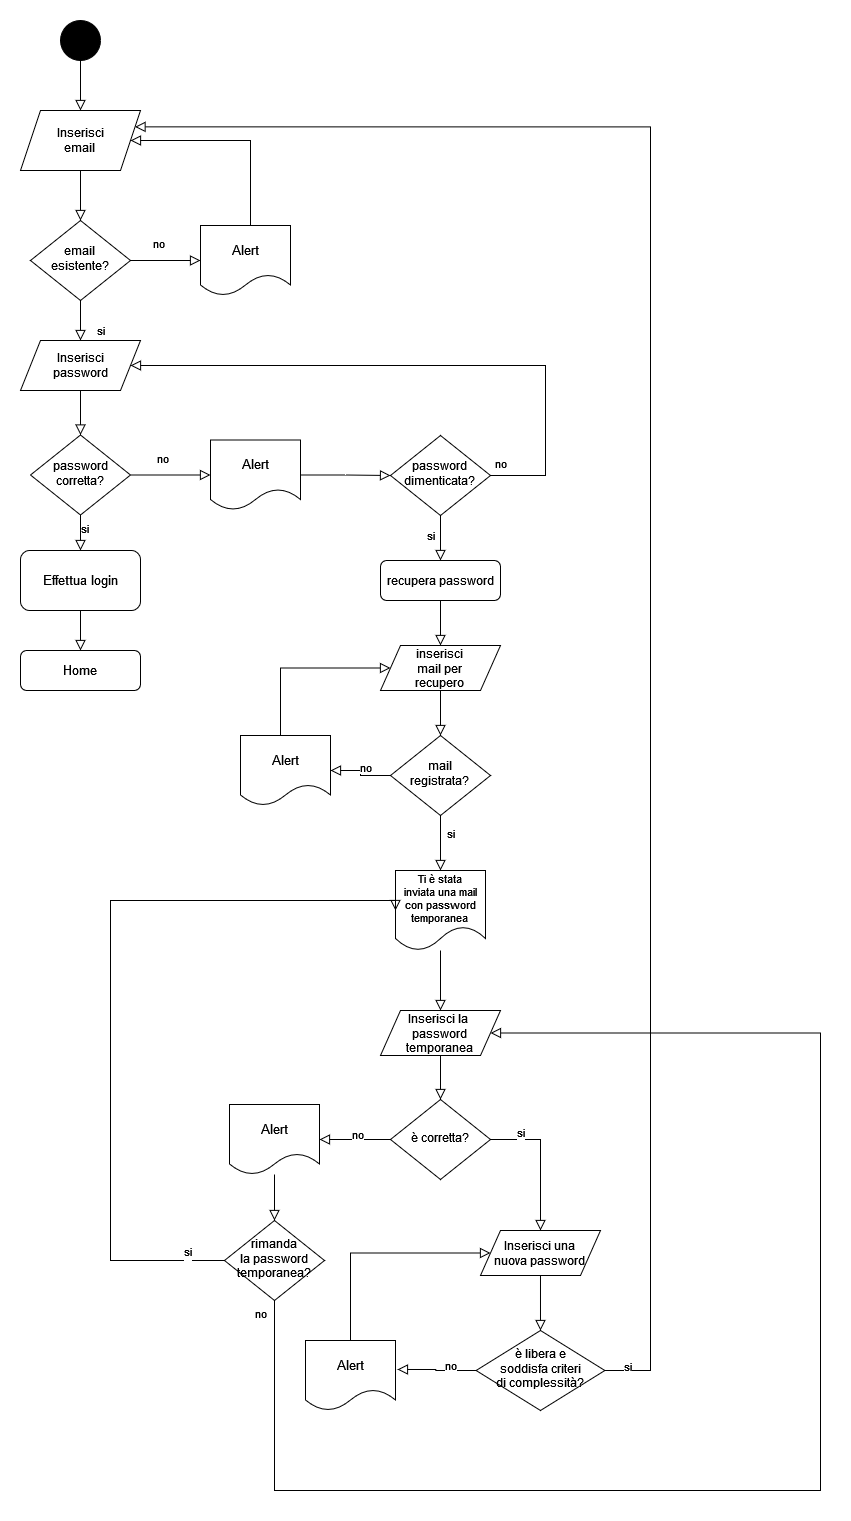 Inserisci
email
email
esistente?
no
Alert
si
Inserisci
password
password
corretta?
no
Alert
password
dimenticata?
no
si
si
Effettua login
recupera password
Home
inserisci
mail per
recupero
Alert
no
mail
registrata?
si
Ti è stata
inviata una mail
con password
temporanea
Inserisci la
password
temporanea
Alert
no
è corretta?
si
rimanda
la password
temporanea?
si
no
Inserisci una
nuova password
Alert
no
è libera e
soddisfa criteri
di complessità?
si